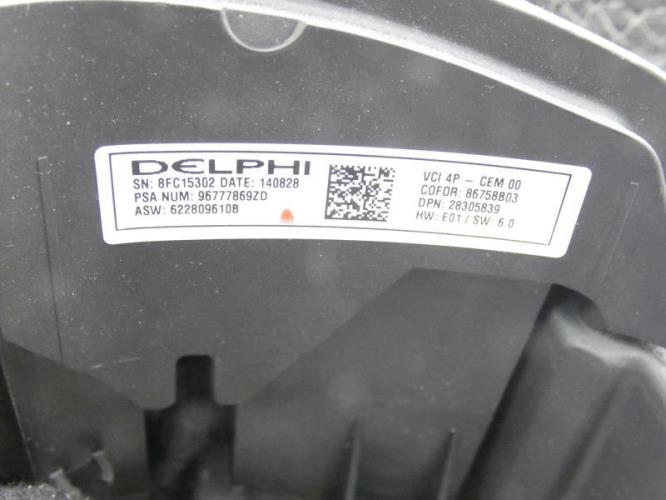 DELPHI
SN: 8FC15302 DATE: 140828
PSA NUM: 96777869ZD
ASW: 622809610B
VCI 4P - CEM 00
COFOR: 86758B03
DPN: 28305839
HW: E01 / SW: 6.0